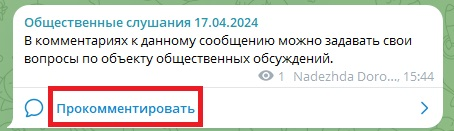 Общественные слушания 17.04.2024
В комментариях к данному сообщению можно задавать свои
вопросы по объекту общественных обсуждений.
1 Nadezhda Doro..., 15:44
Прокомментировать